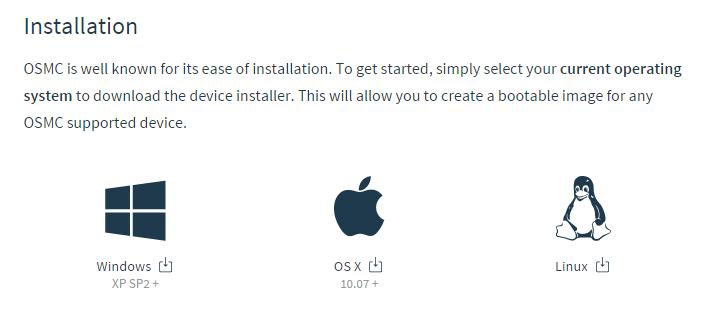 Installation
OSMC is well known for its ease of installation. To get started, simply select your current operating
system to download the device installer. This will allow you to create a bootable image for any
OSMC supported device.
Windows OS X Linux
XP SP2 + 10.07 +